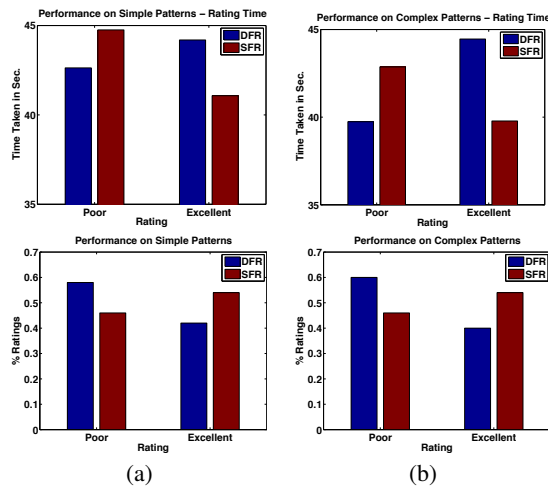 Performance on Simple Patterns – Rating Time
45
40
35
Time Taken in Sec.
DFR
SFR
Poor
Excellent
Rating
Performance on Complex Patterns – Rating Time
45
40
35
Time Taken in Sec.
DFR
SFR
Poor
Excellent
Rating
Performance on Simple Patterns
0.7
0.6
0.5
0.4
0.3
0.2
0.1
0
% Ratings
DFR
SFR
Poor
Excellent
Rating
(a)
Performance on Complex Patterns
0.7
0.6
0.5
0.4
0.3
0.2
0.1
0
% Ratings
DFR
SFR
Poor
Excellent
Rating
(b)